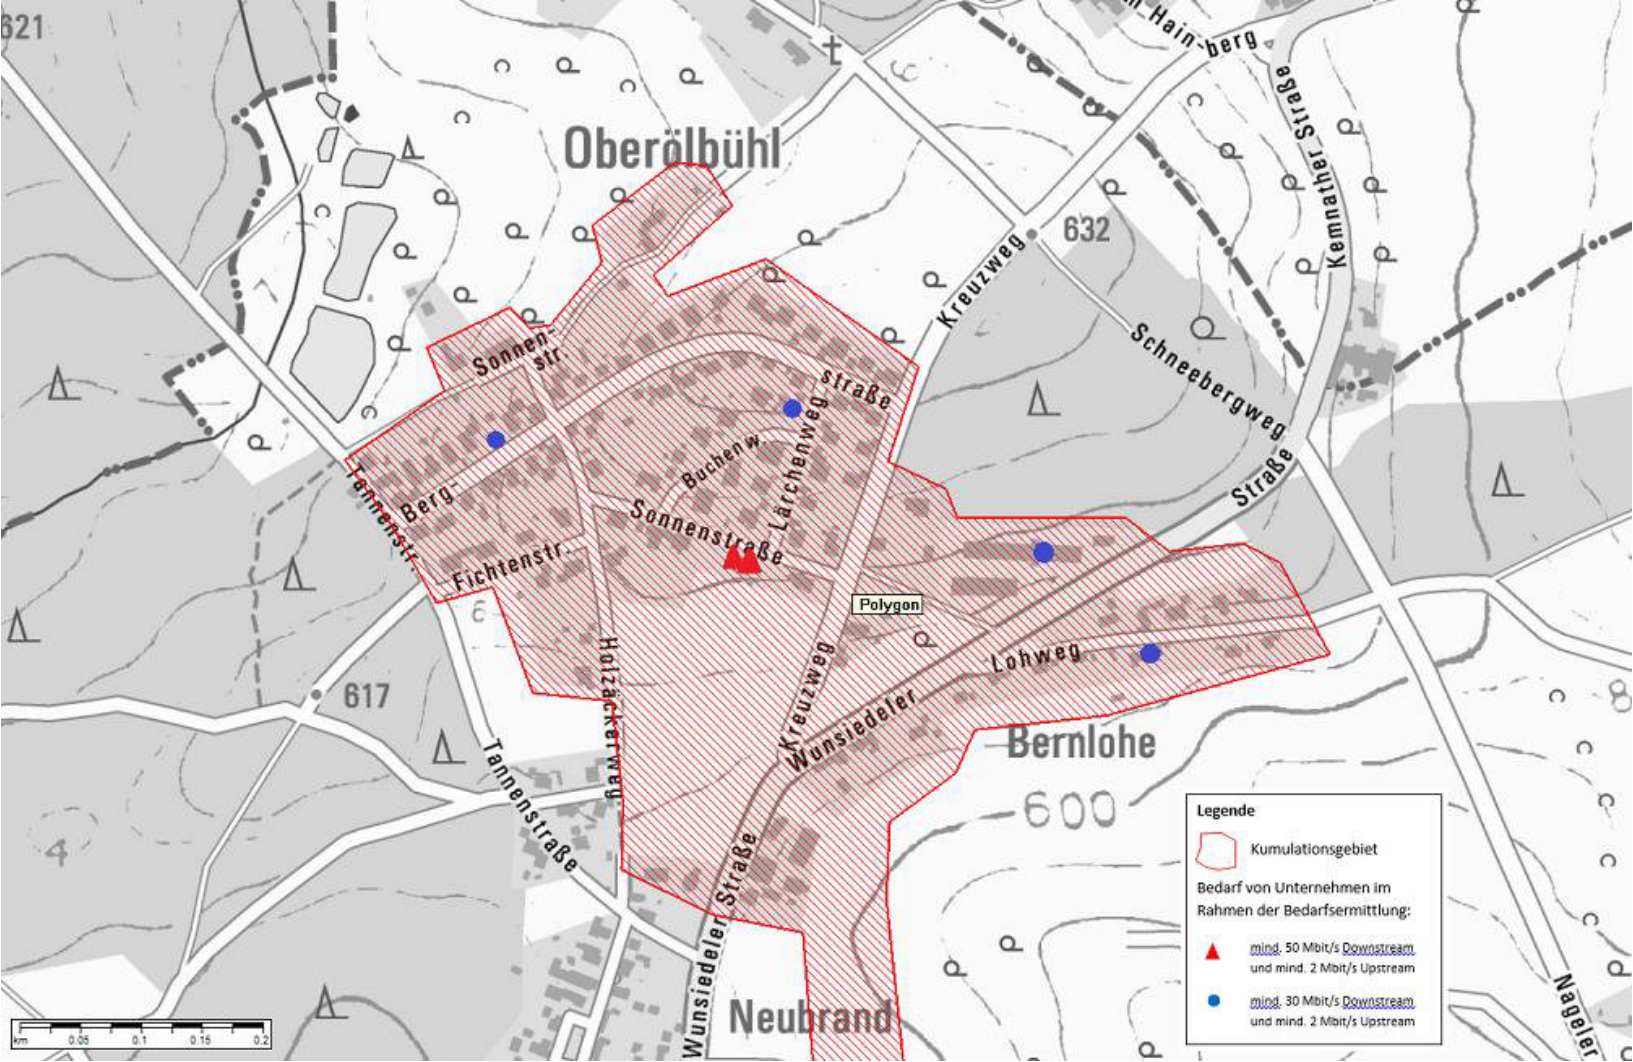 621
m Hain-berg
t
Oberölbühl
Kemnather Straße
632
Kreuzweg
Schneebergweg
Sonnen-
str.
straße
Buchenw.
Lärchenweg
Berg-
Tannenstr.
Sonnenstraße
Fichtenstr.
Straße
Polygon
6
Holzäckerweg
Kreuzweg
Lohweg
617
Wunsiedeler
Bernlohe
Tannenstraße
600
8
4
Wunsiedeler Straße
Neubrand
Nageler
Legende
Kumulationsgebiet
Bedarf von Unternehmen im
Rahmen der Bedarfsermittlung:
mind. 50 Mbit/s Downstream
und mind. 2 Mbit/s Upstream
mind. 30 Mbit/s Downstream
und mind. 2 Mbit/s Upstream
km 0.05 0.1 0.15 0.2